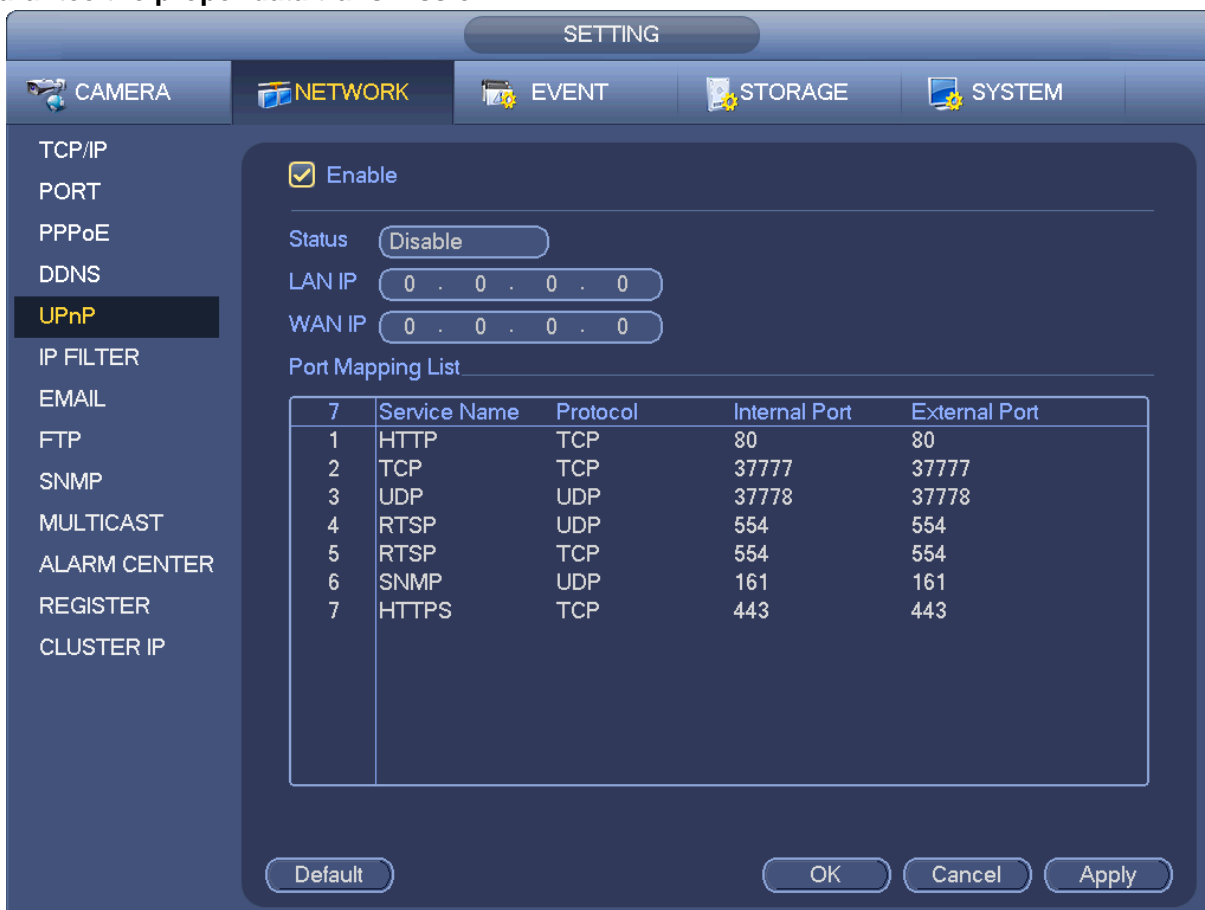 SETTING
CAMERA NETWORK EVENT STORAGE SYSTEM
TCP/IP
PORT
PPPoE
DDNS
UPnP
IP FILTER
EMAIL
FTP
SNMP
MULTICAST
ALARM CENTER
REGISTER
CLUSTER IP
Enable
Status Disable
LAN IP 0 . 0 . 0 . 0
WAN IP 0 . 0 . 0 . 0
Port Mapping List
7 Service Name Protocol Internal Port External Port
1 HTTP TCP 80 80
2 TCP TCP 37777 37777
3 UDP UDP 37778 37778
4 RTSP UDP 554 554
5 RTSP TCP 554 554
6 SNMP UDP 161 161
7 HTTPS TCP 443 443
Default OK Cancel Apply